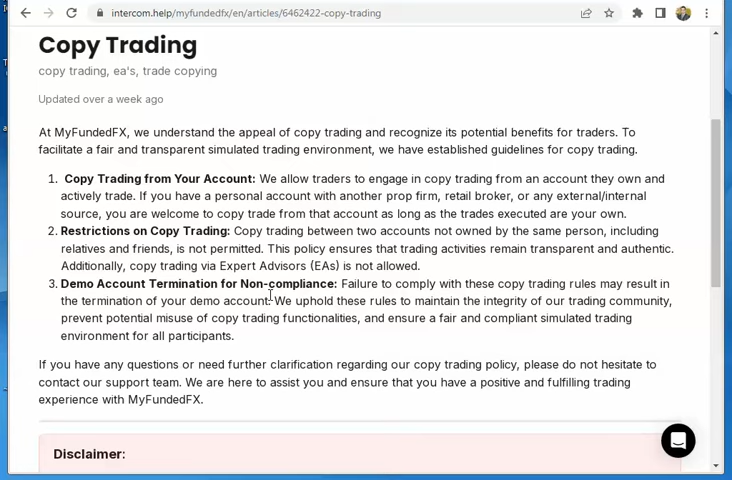 intercom.help/myfundedfx/en/articles/6462422-copy-trading
Copy Trading
copy trading, ea's, trade copying
Updated over a week ago
At MyFundedFX, we understand the appeal of copy trading and recognize its potential benefits for traders. To
facilitate a fair and transparent simulated trading environment, we have established guidelines for copy trading.
1. Copy Trading from Your Account: We allow traders to engage in copy trading from an account they own and
actively trade. If you have a personal account with another prop firm, retail broker, or any external/internal
source, you are welcome to copy trade from that account as long as the trades executed are your own.
2. Restrictions on Copy Trading: Copy trading between two accounts not owned by the same person, including
relatives and friends, is not permitted. This policy ensures that trading activities remain transparent and authentic.
Additionally, copy trading via Expert Advisors (EAs) is not allowed.
3. Demo Account Termination for Non-compliance: Failure to comply with these copy trading rules may result in
the termination of your demo account. We uphold these rules to maintain the integrity of our trading community,
prevent potential misuse of copy trading functionalities, and ensure a fair and compliant simulated trading
environment for all participants.
If you have any questions or need further clarification regarding our copy trading policy, please do not hesitate to
contact our support team. We are here to assist you and ensure that you have a positive and fulfilling trading
experience with MyFundedFX.
Disclaimer: